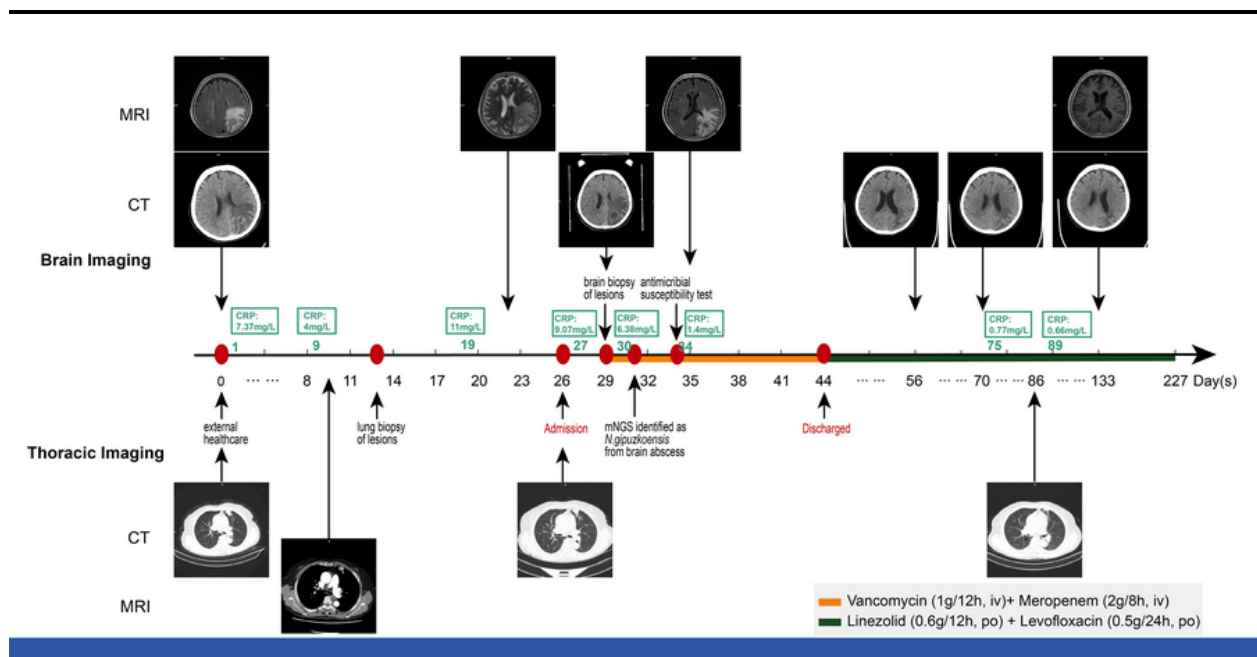 MRI
CT
Brain Imaging
brain biopsy
of lesions
antimicribial
susceptibility test
CRP:
7.37mg/L
CRP:
4mg/L
CRP:
11mg/L
CRP:
9.07mg/L
CRP:
6.38mg/L
CRP:
1.4mg/L
CRP:
0.77mg/L
CRP:
0.66mg/L
1 9 19 27 30 34 75 89
0 ··· ··· 8 11 14 17 20 23 26 29 32 35 38 41 44 ··· ··· 56 ··· ··· 70 ··· ··· 86 ··· ··· 133 227 Day(s)
external
healthcare
lung biopsy
of lesions
Admission
mNGS identified as
N.gipuzkoensis
from brain abscess
Discharged
Thoracic Imaging
CT
MRI
Vancomycin (1g/12h, iv)+ Meropenem (2g/8h, iv)
Linezolid (0.6g/12h, po) + Levofloxacin (0.5g/24h, po)